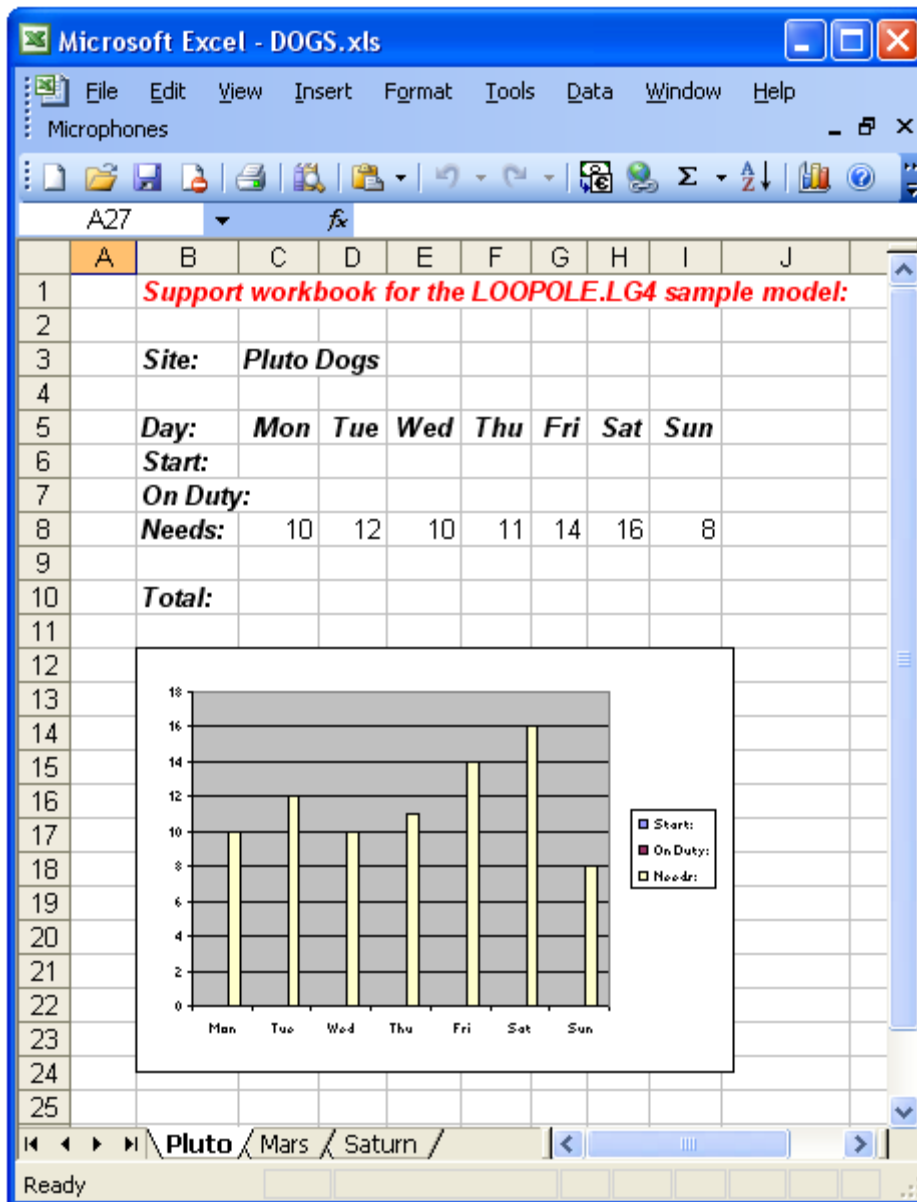 Microsoft Excel - DOGS.xls
File Edit View Insert Format Tools Data Window Help
Microphones
A27 fx
A B C D E F G H I J
1 Support workbook for the LOOPOLE.LG4 sample model:
2
3 Site: Pluto Dogs
4
5 Day: Mon Tue Wed Thu Fri Sat Sun
6 Start:
7 On Duty:
8 Needs: 10 12 10 11 14 16 8
9
10 Total:
11
12
13
14
15
16
17
18
19
20
21
22
23
24
25
18
16
14
12
10
8
6
4
2
0
Mon Tue Wed Thu Fri Sat Sun
Start:
On Duty:
Needs:
Pluto Mars Saturn
Ready